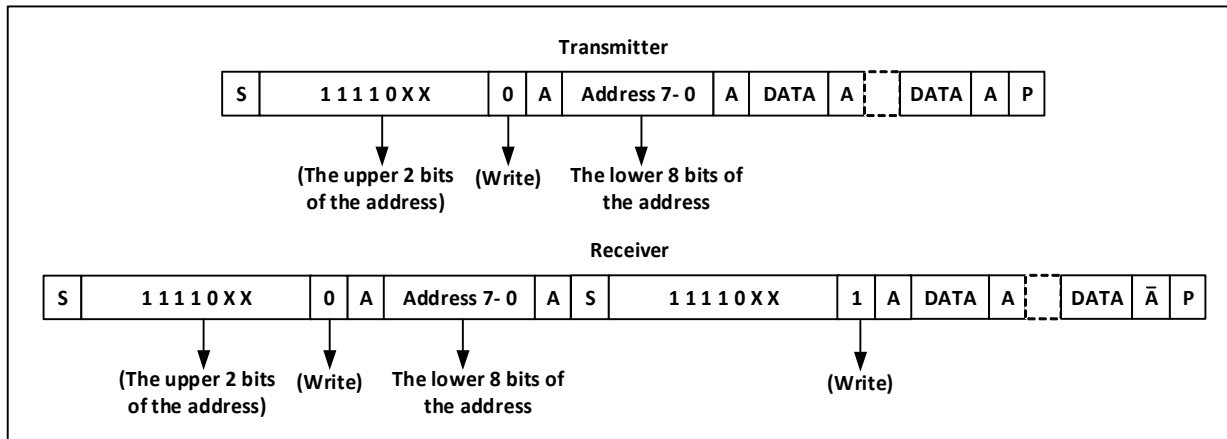 Transmitter
S 1 1 1 1 0 X X 0 A Address 7- 0 A DATA A DATA A P
(The upper 2 bits of the address) (Write) The lower 8 bits of the address
Receiver
S 1 1 1 1 0 X X 0 A Address 7- 0 A S 1 1 1 1 0 X X 1 A DATA A DATA Ā P
(The upper 2 bits of the address) (Write) The lower 8 bits of the address (Write)